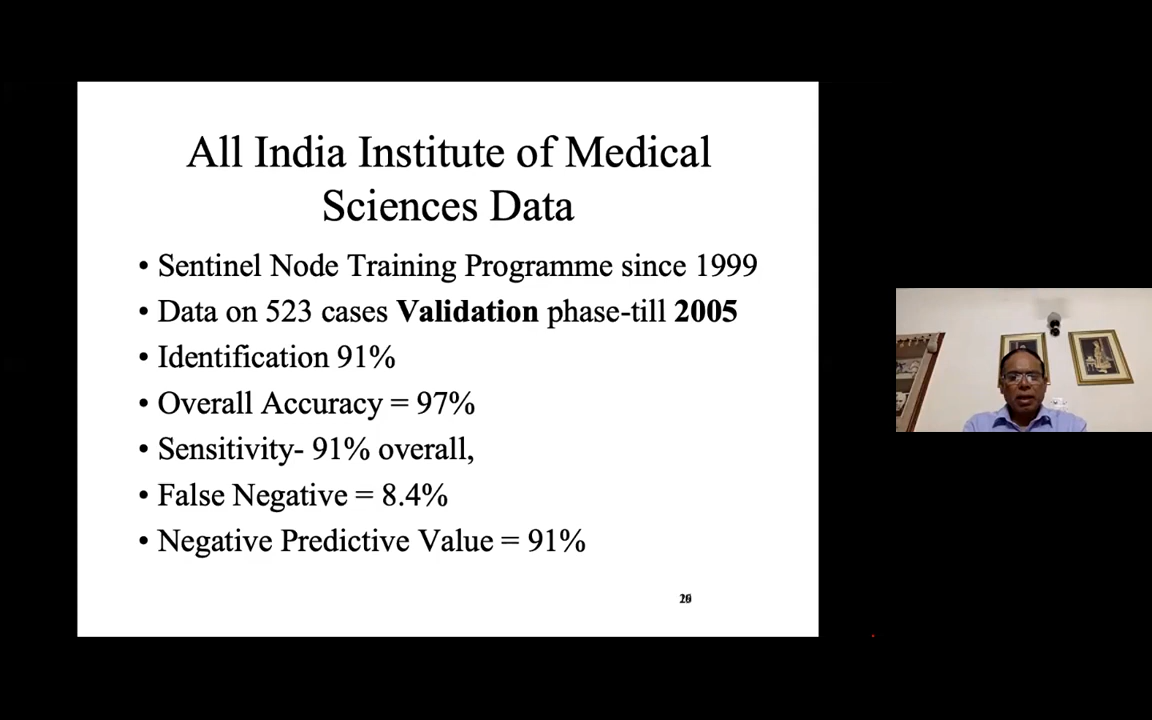 All India Institute of Medical
Sciences Data
• Sentinel Node Training Programme since 1999
• Data on 523 cases Validation phase-till 2005
• Identification 91%
• Overall Accuracy = 97%
• Sensitivity- 91% overall,
• False Negative = 8.4%
• Negative Predictive Value = 91%